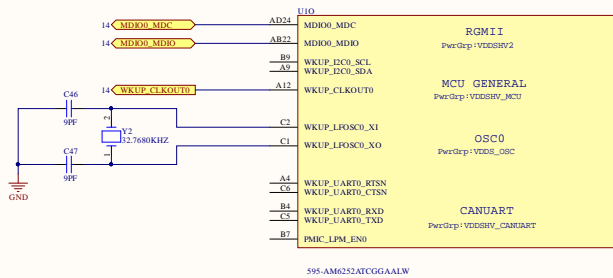 U1O
14 MDIO0_MDC AD24 MDIO0_MDC RGMII
14 MDIO0_MDIO AB22 MDIO0_MDIO PwrGrp:VDDSHV2
B9 WKUP_I2C0_SCL
A9 WKUP_I2C0_SDA
MCU GENERAL
14 WKUP_CLKOUT0 A12 WKUP_CLKOUT0 PwrGrp:VDDSHV_MCU
C46
9PF
C2 WKUP_LFOSC0_XI
2
Y2
32.7680KHZ
1
OSC0
C1 WKUP_LFOSC0_XO PwrGrp:VDDS_OSC
C47
9PF
GND
A4 WKUP_UART0_RTSN
C6 WKUP_UART0_CTSN
B4 WKUP_UART0_RXD CANUART
C5 WKUP_UART0_TXD PwrGrp:VDDSHV_CANUART
B7 PMIC_LPM_EN0
595-AM6252ATCGGAALW